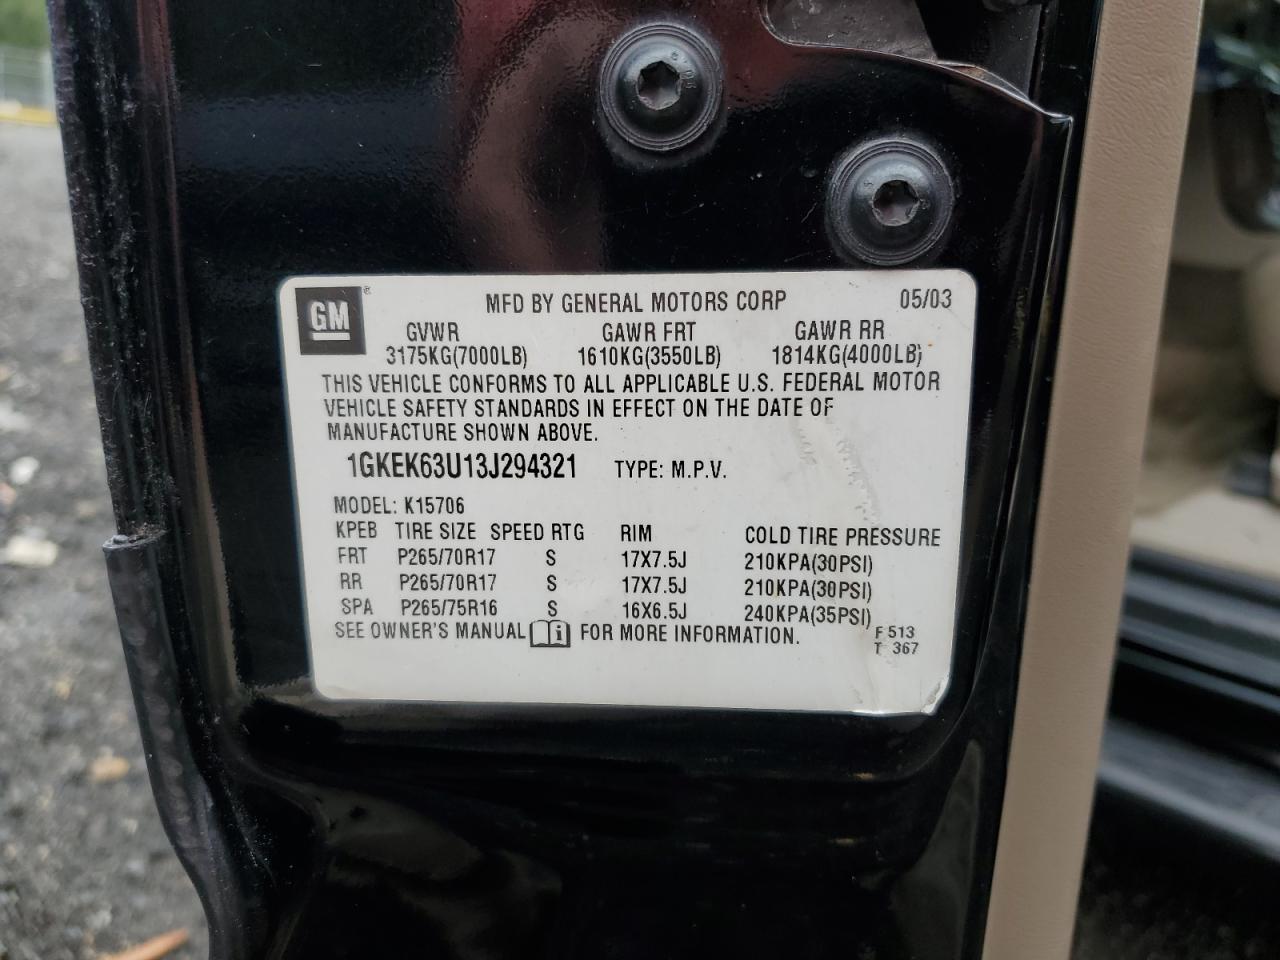 GM ® MFD BY GENERAL MOTORS CORP 05/03
GVWR GAWR FRT GAWR RR
3175KG(7000LB) 1610KG(3550LB) 1814KG(4000LB)
THIS VEHICLE CONFORMS TO ALL APPLICABLE U.S. FEDERAL MOTOR
VEHICLE SAFETY STANDARDS IN EFFECT ON THE DATE OF
MANUFACTURE SHOWN ABOVE.
1GKEK63U13J294321 TYPE: M.P.V.
MODEL: K15706
KPEB TIRE SIZE SPEED RTG RIM COLD TIRE PRESSURE
FRT P265/70R17 S 17X7.5J 210KPA(30PSI)
RR P265/70R17 S 17X7.5J 210KPA(30PSI)
SPA P265/75R16 S 16X6.5J 240KPA(35PSI)
SEE OWNER'S MANUAL i FOR MORE INFORMATION. F 513
T 367